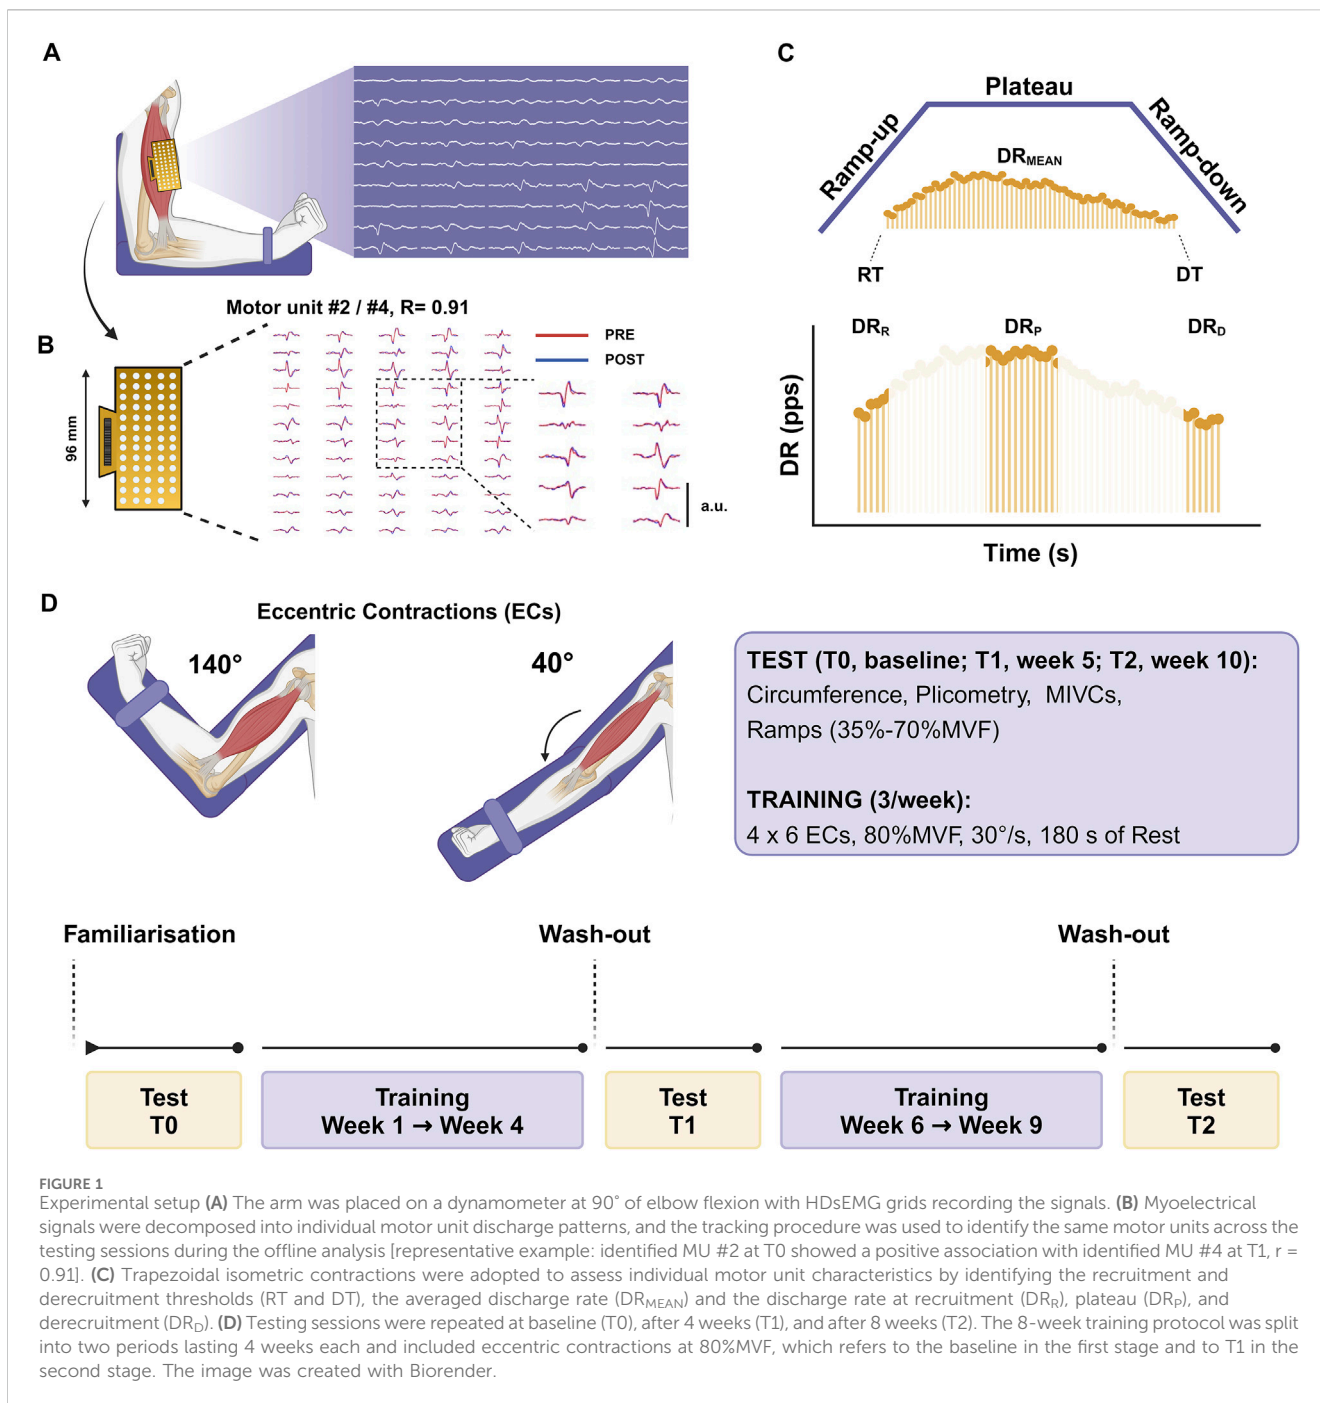 A
C
Ramp-up
Plateau
Ramp-down
DRMEAN
RT
DT
Motor unit #2 / #4, R= 0.91
B
96 mm
PRE
POST
a.u.
DRR
DRP
DRD
DR (pps)
Time (s)
D
Eccentric Contractions (ECs)
140°
40°
TEST (T0, baseline; T1, week 5; T2, week 10):
Circumference, Plicometry, MIVCs,
Ramps (35%-70%MVF)
TRAINING (3/week):
4 x 6 ECs, 80%MVF, 30°/s, 180 s of Rest
Familiarisation
Wash-out
Wash-out
Test
T0
Training
Week 1 → Week 4
Test
T1
Training
Week 6 → Week 9
Test
T2
FIGURE 1
Experimental setup (A) The arm was placed on a dynamometer at 90° of elbow flexion with HDsEMG grids recording the signals. (B) Myoelectrical
signals were decomposed into individual motor unit discharge patterns, and the tracking procedure was used to identify the same motor units across the
testing sessions during the offline analysis [representative example: identified MU #2 at T0 showed a positive association with identified MU #4 at T1, r =
0.91]. (C) Trapezoidal isometric contractions were adopted to assess individual motor unit characteristics by identifying the recruitment and
derecruitment thresholds (RT and DT), the averaged discharge rate (DRMEAN) and the discharge rate at recruitment (DRR), plateau (DRP), and
derecruitment (DRD). (D) Testing sessions were repeated at baseline (T0), after 4 weeks (T1), and after 8 weeks (T2). The 8-week training protocol was split
into two periods lasting 4 weeks each and included eccentric contractions at 80%MVF, which refers to the baseline in the first stage and to T1 in the
second stage. The image was created with Biorender.